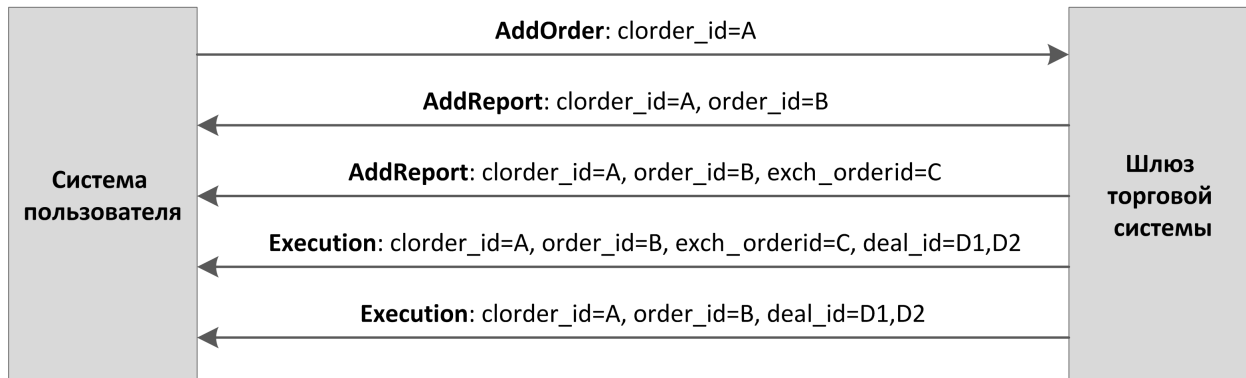 AddOrder: clorder_id=A
AddReport: clorder_id=A, order_id=B
AddReport: clorder_id=A, order_id=B, exch_orderid=C
Execution: clorder_id=A, order_id=B, exch_orderid=C, deal_id=D1,D2
Execution: clorder_id=A, order_id=B, deal_id=D1,D2
Система
пользователя
Шлюз
торговой
системы